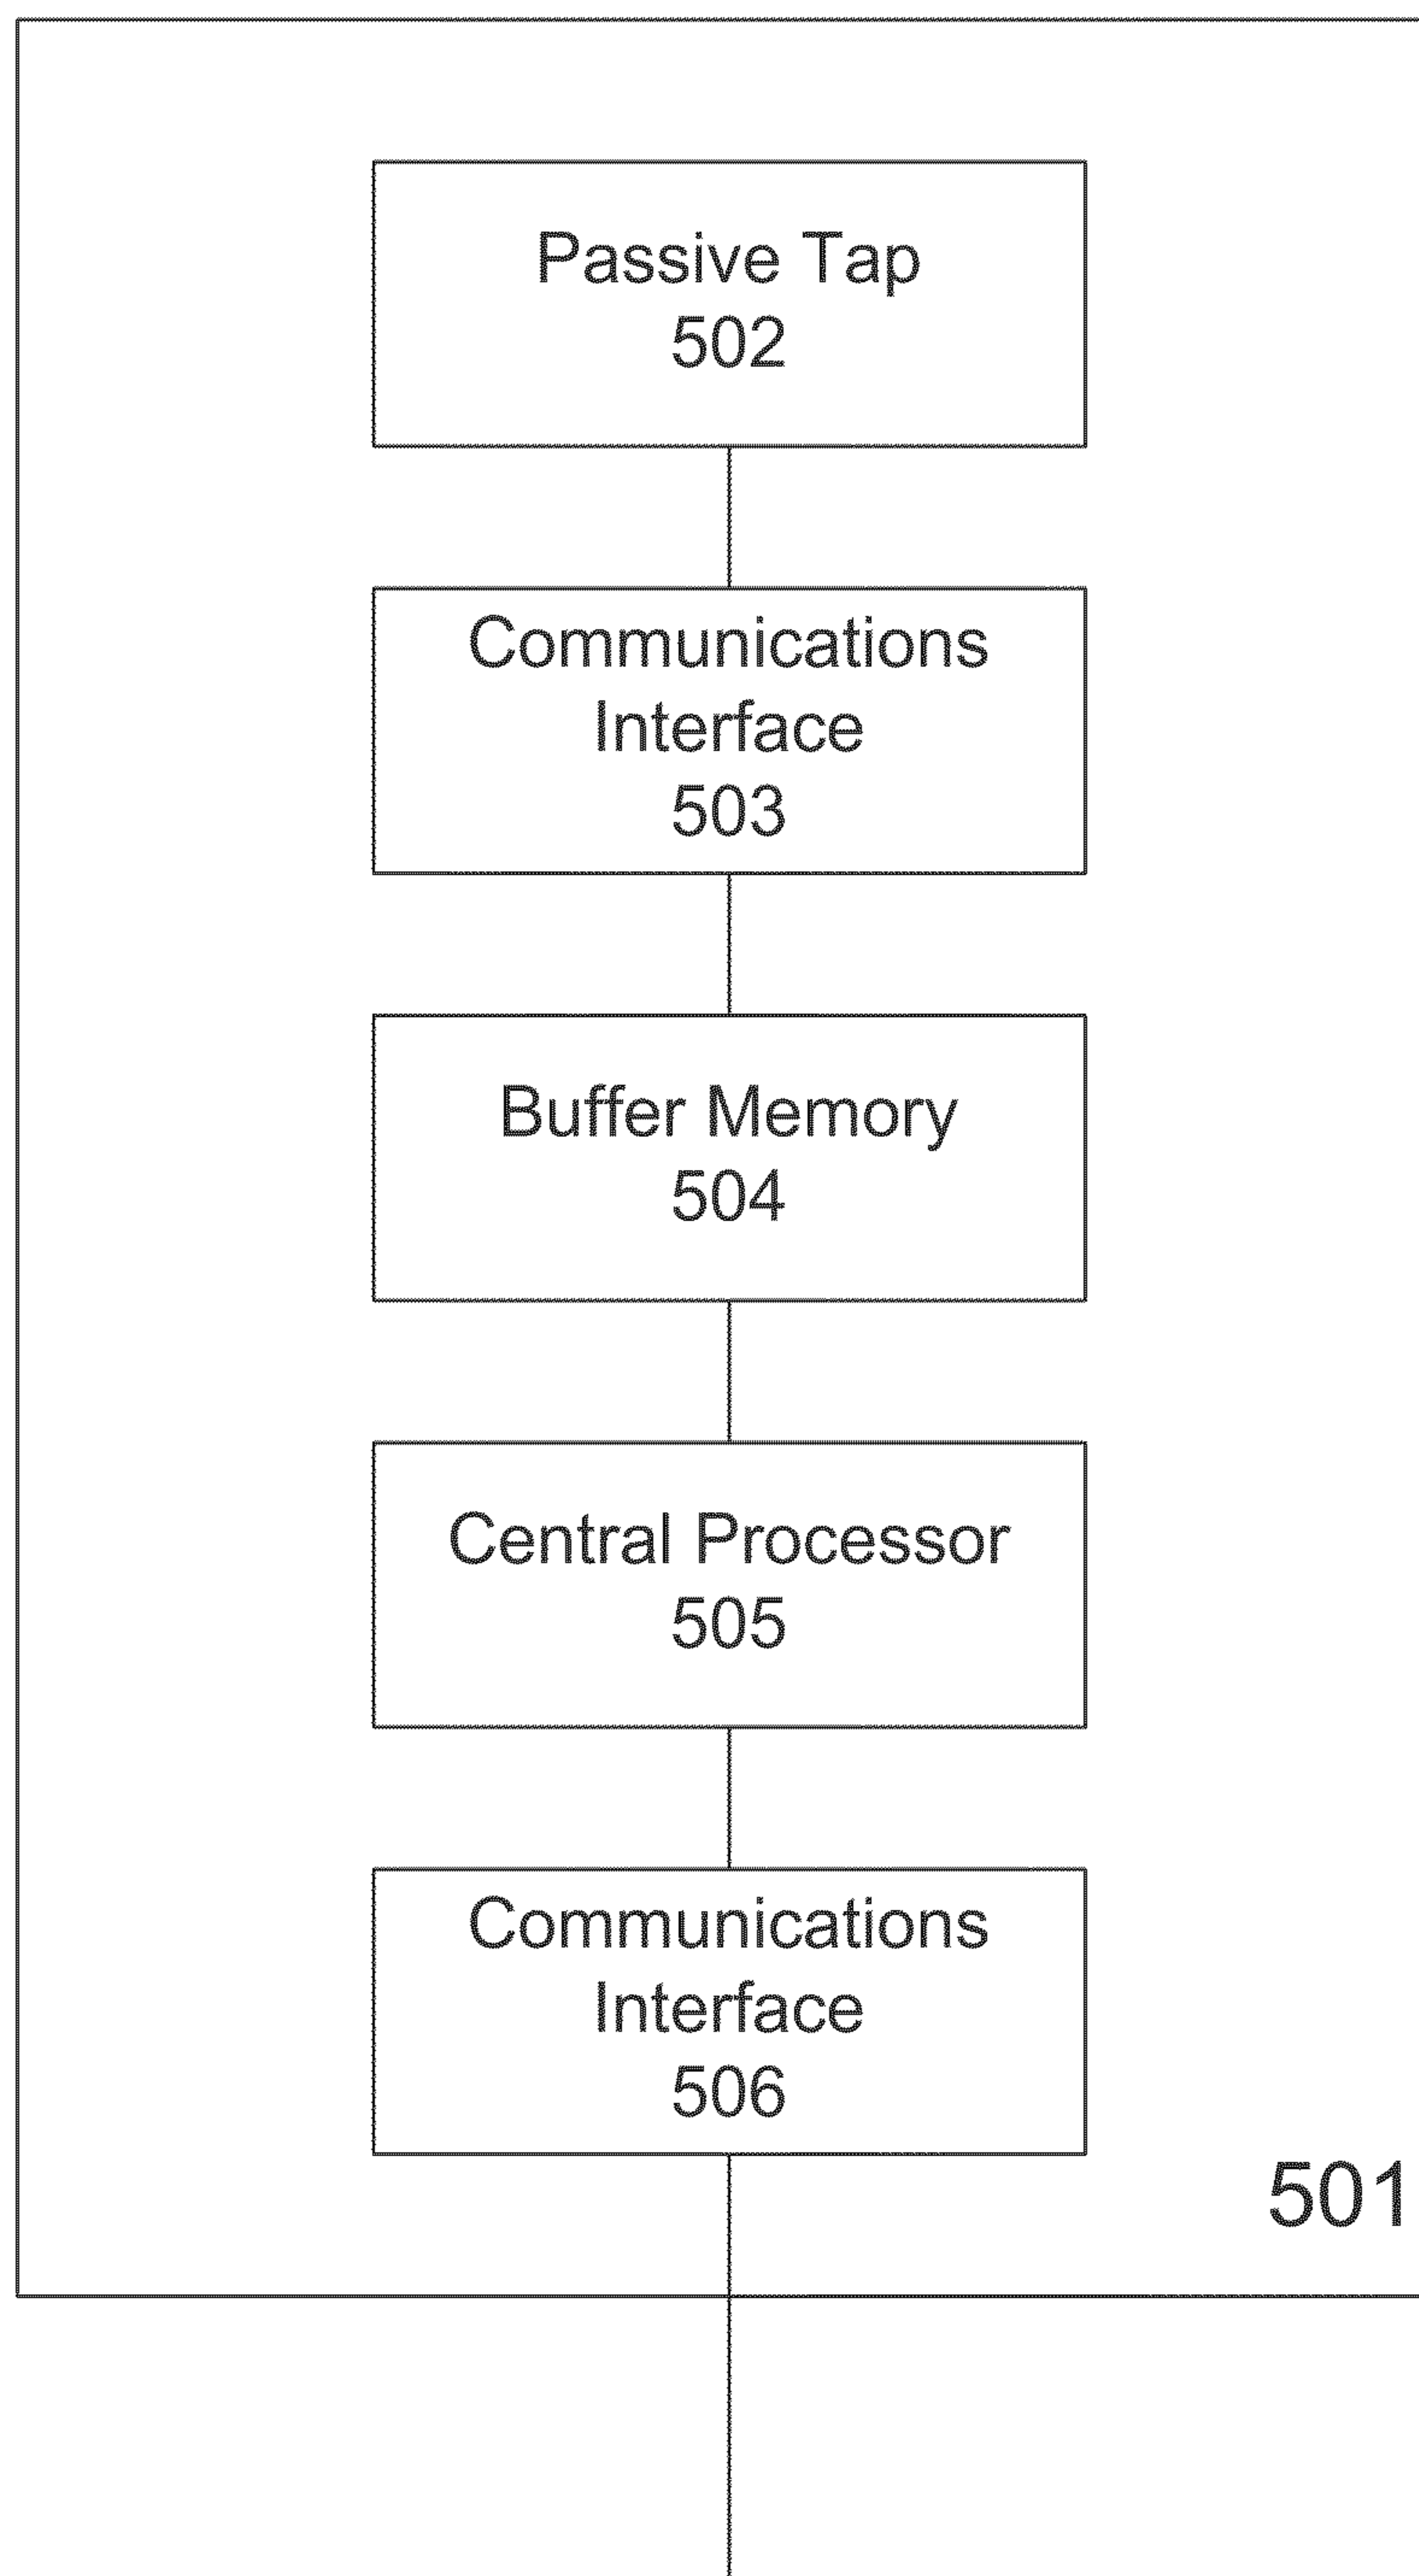 Passive Tap
502
Communications
Interface
503
Buffer Memory
504
Central Processor
505
Communications
Interface
506
501